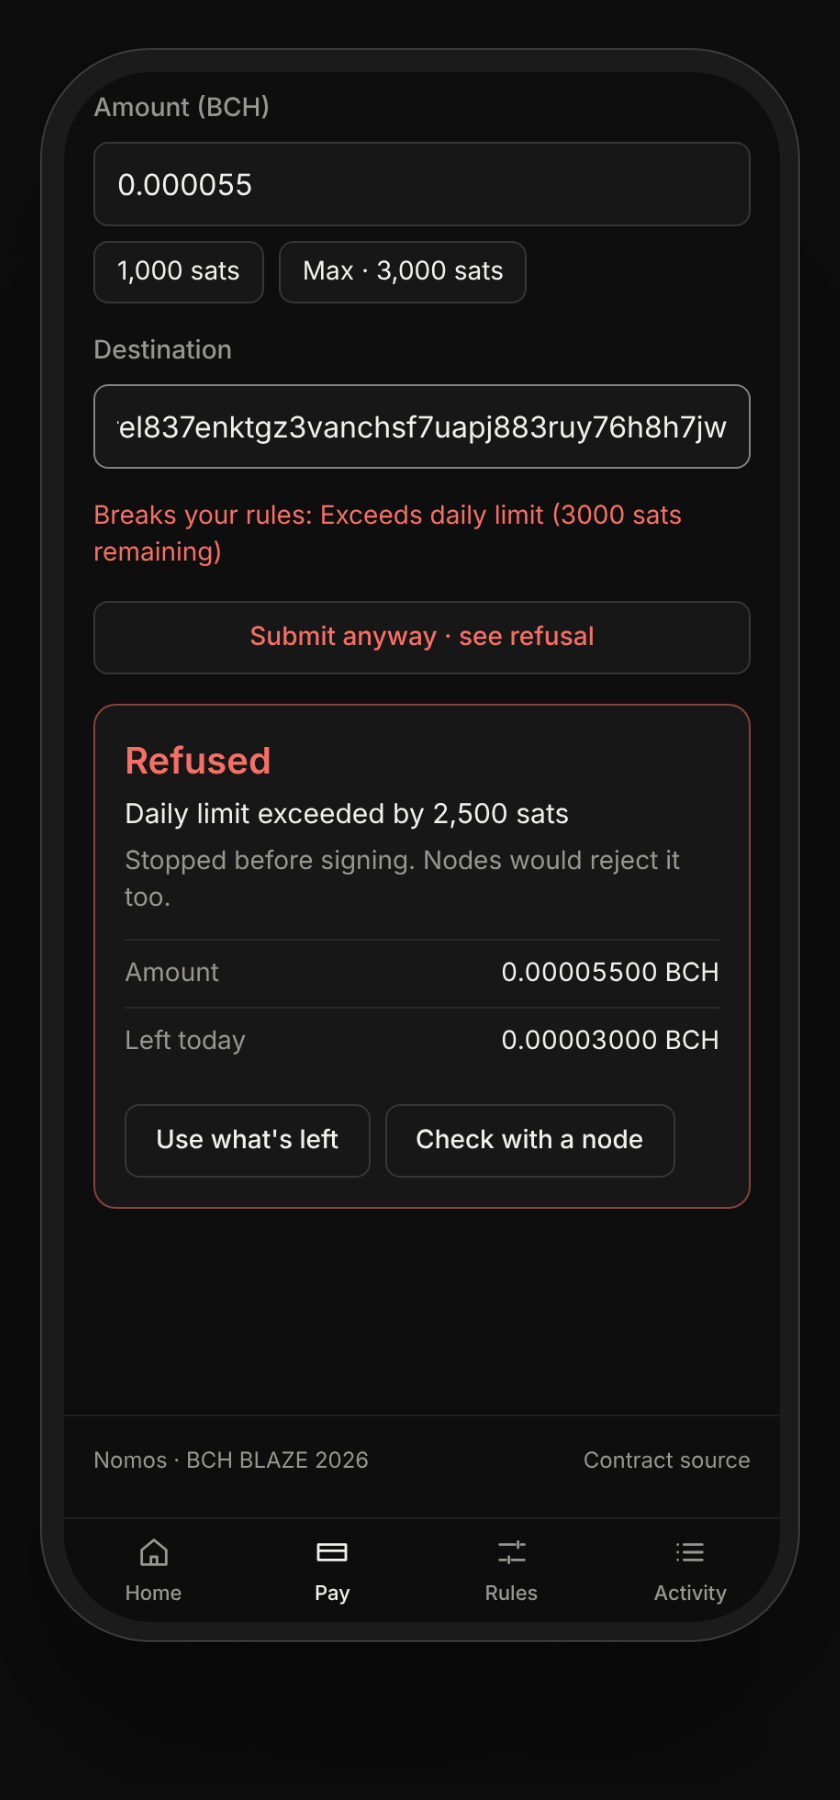 Amount (BCH)
0.000055
1,000 sats
Max · 3,000 sats
Destination
el837enktgz3vanchsf7uapj883ruy76h8h7jw
Breaks your rules: Exceeds daily limit (3000 sats
remaining)
Submit anyway · see refusal
Refused
Daily limit exceeded by 2,500 sats
Stopped before signing. Nodes would reject it
too.
Amount 0.00005500 BCH
Left today 0.00003000 BCH
Use what's left
Check with a node
Nomos · BCH BLAZE 2026
Contract source
Home
Pay
Rules
Activity